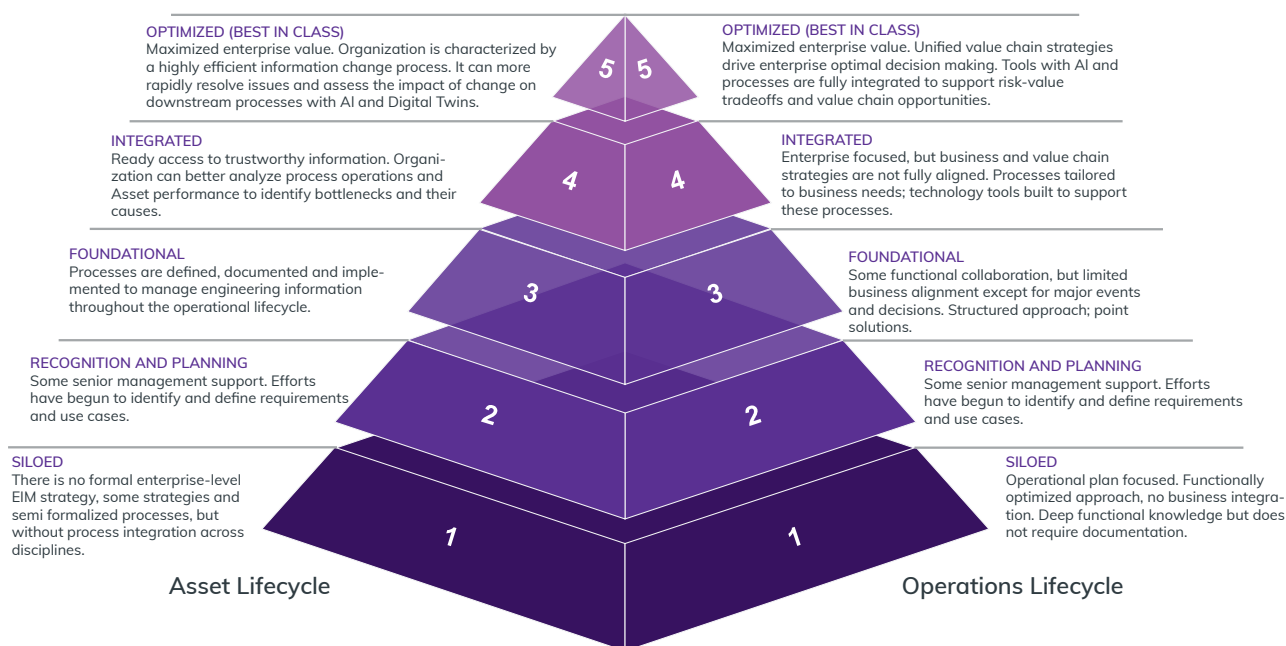 OPTIMIZED (BEST IN CLASS)
Maximized enterprise value. Organization is characterized by
a highly efficient information change process. It can more
rapidly resolve issues and assess the impact of change on
downstream processes with AI and Digital Twins.
OPTIMIZED (BEST IN CLASS)
Maximized enterprise value. Unified value chain strategies
drive enterprise optimal decision making. Tools with AI and
processes are fully integrated to support risk-value
tradeoffs and value chain opportunities.
5
5
INTEGRATED
Ready access to trustworthy information. Organi-
zation can better analyze process operations and
Asset performance to identify bottlenecks and their
causes.
INTEGRATED
Enterprise focused, but business and value chain
strategies are not fully aligned. Processes tailored
to business needs; technology tools built to support
these processes.
4
4
FOUNDATIONAL
Processes are defined, documented and imple-
mented to manage engineering information
throughout the operational lifecycle.
FOUNDATIONAL
Some functional collaboration, but limited
business alignment except for major events
and decisions. Structured approach; point
solutions.
3
3
RECOGNITION AND PLANNING
Some senior management support. Efforts
have begun to identify and define requirements
and use cases.
RECOGNITION AND PLANNING
Some senior management support. Efforts
have begun to identify and define requirements
and use cases.
2
2
SILOED
There is no formal enterprise-level
EIM strategy, some strategies and
semi formalized processes, but
without process integration across
disciplines.
SILOED
Operational plan focused. Functionally
optimized approach, no business integra-
tion. Deep functional knowledge but does
not require documentation.
1
1
Asset Lifecycle
Operations Lifecycle